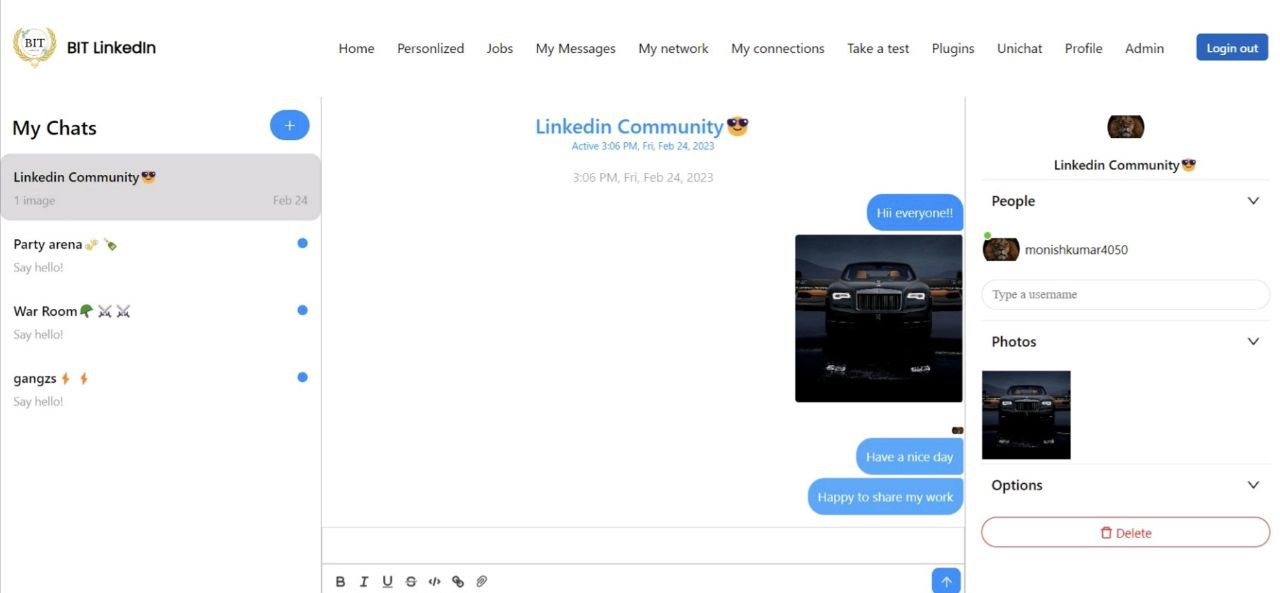 BIT
BIT LinkedIn
Home Personlized Jobs My Messages My network My connections Take a test Plugins Unichat Profile Admin Login out
My Chats
+
Linkedin Community😎
1 image Feb 24
Party arena
Say hello!
War Room🪖⚔⚔
Say hello!
gangzs⚡⚡
Say hello!
Linkedin Community😎
Active 3:06 PM, Fri, Feb 24, 2023
3:06 PM, Fri, Feb 24, 2023
Hii everyone!!
Have a nice day
Happy to share my work
B I U S </>
Linkedin Community😎
People
monishkumar4050
Type a username
Photos
Options
Delete